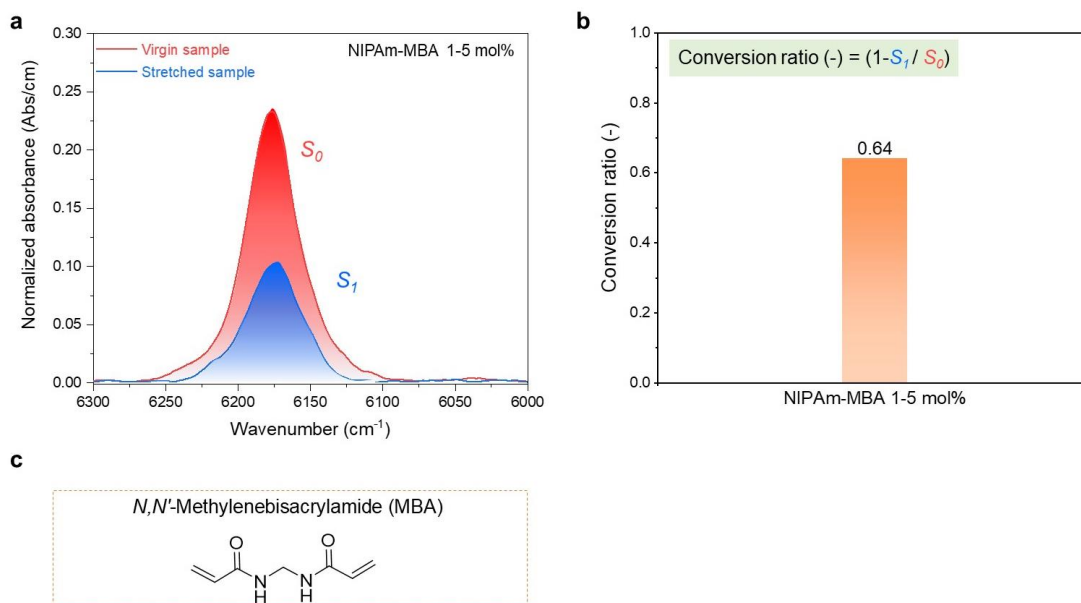 a
0.30
0.25
0.20
0.15
0.10
0.05
0.00
Normalized absorbance (Abs/cm)
Virgin sample
Stretched sample
NIPAm-MBA 1-5 mol%
S₀
S₁
6300 6250 6200 6150 6100 6050 6000
Wavenumber (cm⁻¹)
b
1.0
0.8
0.6
0.4
0.2
0.0
Conversion ratio (-)
Conversion ratio (-) = (1-S₁/ S₀)
0.64
NIPAm-MBA 1-5 mol%
c
N,N'-Methylenebisacrylamide (MBA)
O O
N N
H H